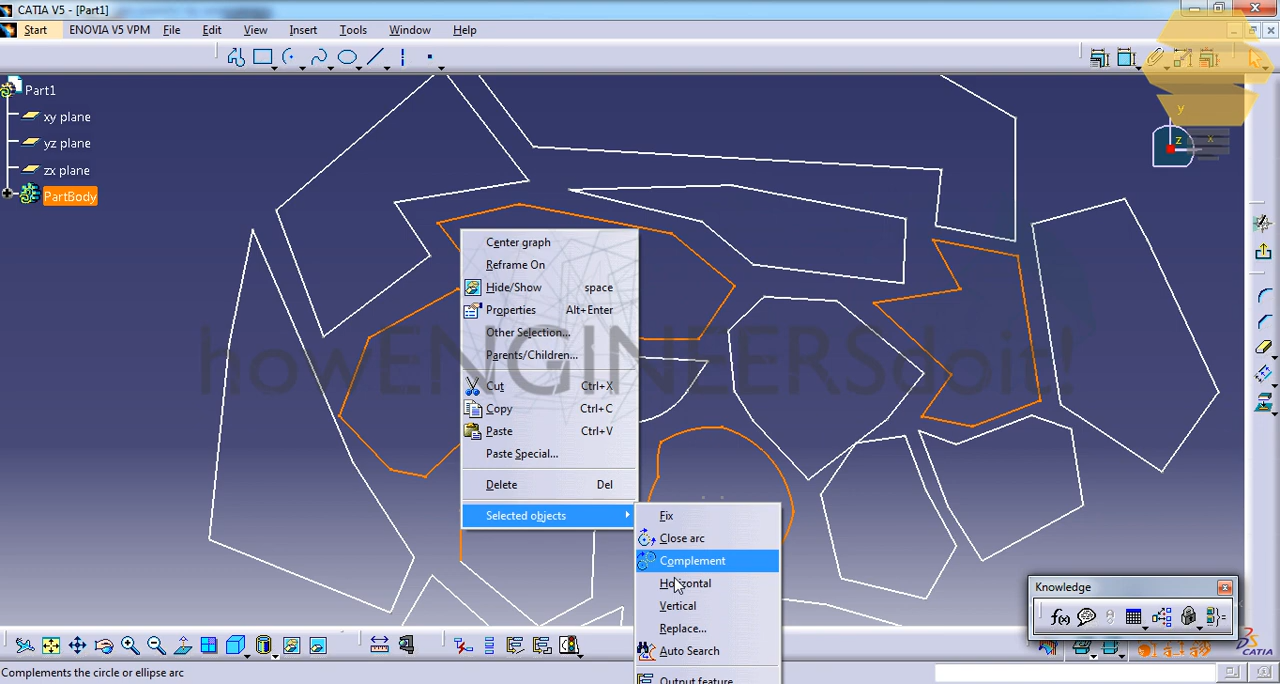 CATIA V5 - [Part1]
Start ENOVIA V5 VPM File Edit View Insert Tools Window Help
Part1
xy plane
yz plane
zx plane
PartBody
y
z x
howENGINEERSdoit!
Center graph
Reframe On
Hide/Show space
Properties Alt+Enter
Other Selection...
Parents/Children...
Cut Ctrl+X
Copy Ctrl+C
Paste Ctrl+V
Paste Special...
Delete Del
Selected objects
Fix
Close arc
Complement
Horizontal
Vertical
Replace...
Auto Search
Output feature
Knowledge
f(x)
CATIA
Complements the circle or ellipse arc